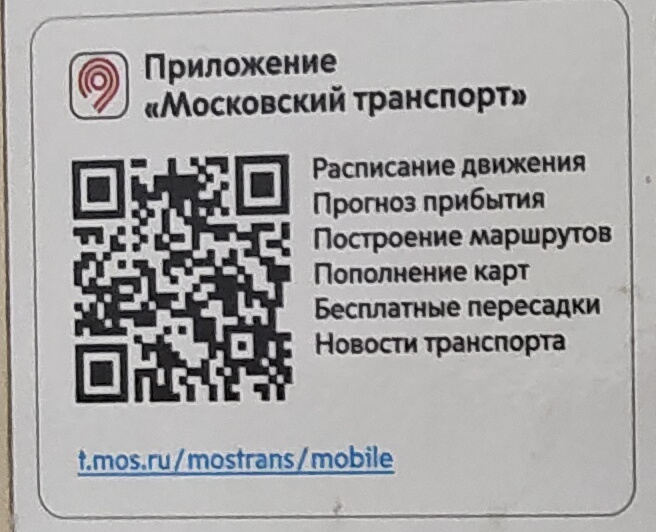 Приложение
«Московский транспорт»
Расписание движения
Прогноз прибытия
Построение маршрутов
Пополнение карт
Бесплатные пересадки
Новости транспорта
t.mos.ru/mostrans/mobile